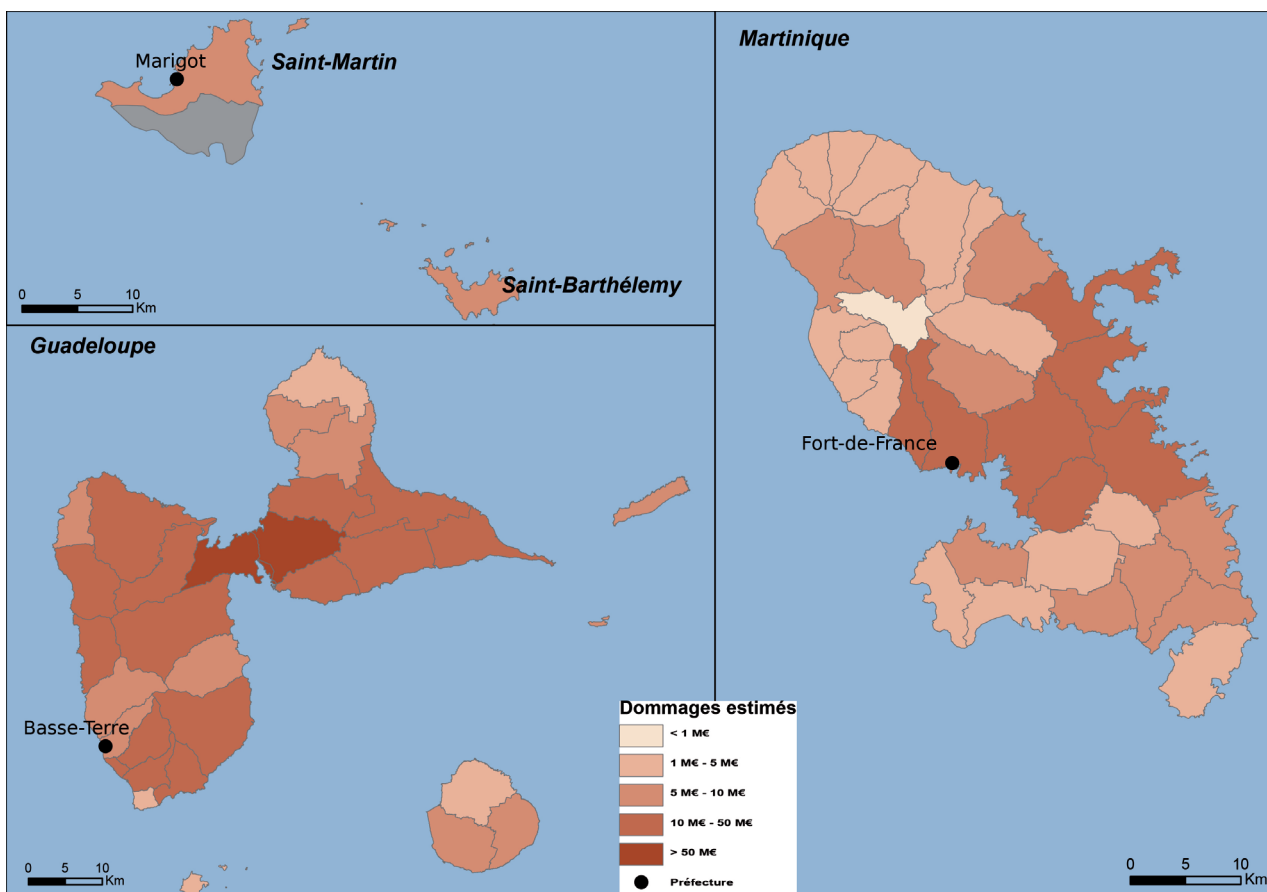 Saint-Martin
Marigot
Saint-Barthélemy
0 5 10
Km
Martinique
Fort-de-France
0 5 10
Km
Guadeloupe
Basse-Terre
0 5 10
Km
Dommages estimés
< 1 M€
1 M€ - 5 M€
5 M€ - 10 M€
10 M€ - 50 M€
> 50 M€
Préfecture